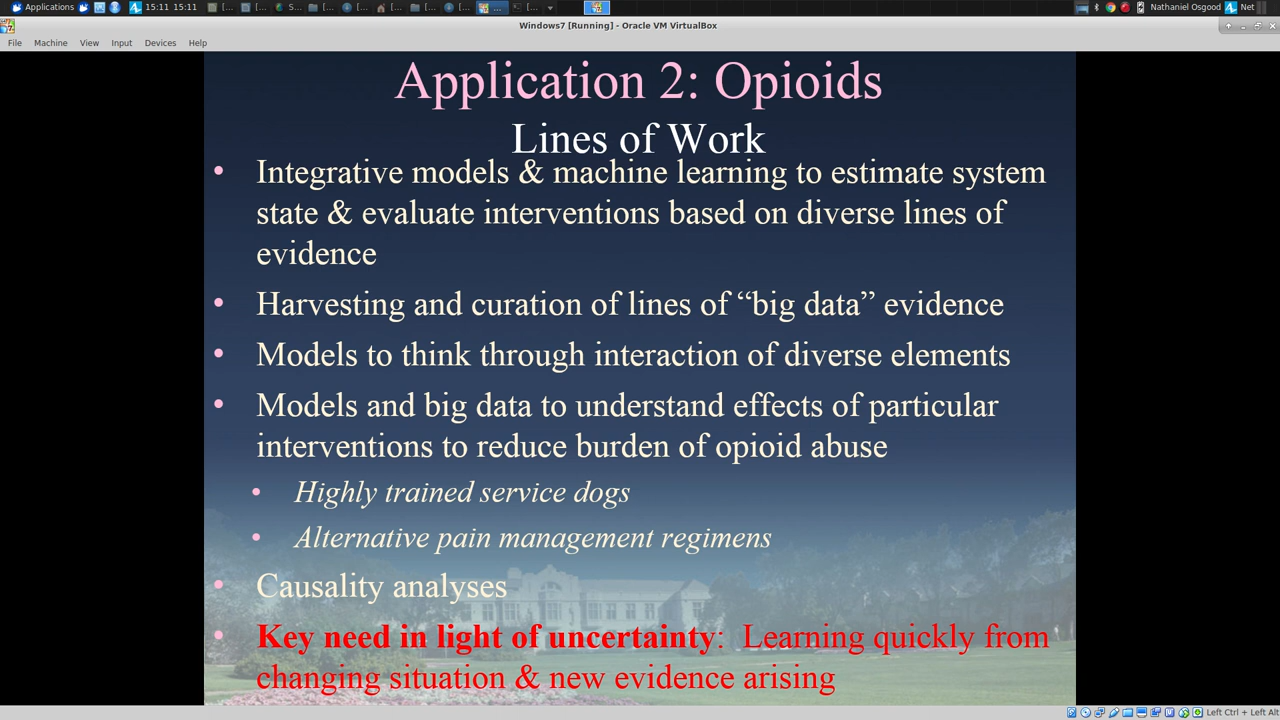 Applications 15:11 15:11 [... [... S... [... [... [... [... [... ... [... Nathaniel Osgood Net
Windows7 [Running] - Oracle VM VirtualBox
File Machine View Input Devices Help
Application 2: Opioids
Lines of Work
• Integrative models & machine learning to estimate system
state & evaluate interventions based on diverse lines of
evidence
• Harvesting and curation of lines of “big data” evidence
• Models to think through interaction of diverse elements
• Models and big data to understand effects of particular
interventions to reduce burden of opioid abuse
• Highly trained service dogs
• Alternative pain management regimens
• Causality analyses
• Key need in light of uncertainty: Learning quickly from
changing situation & new evidence arising
Left Ctrl + Left Alt